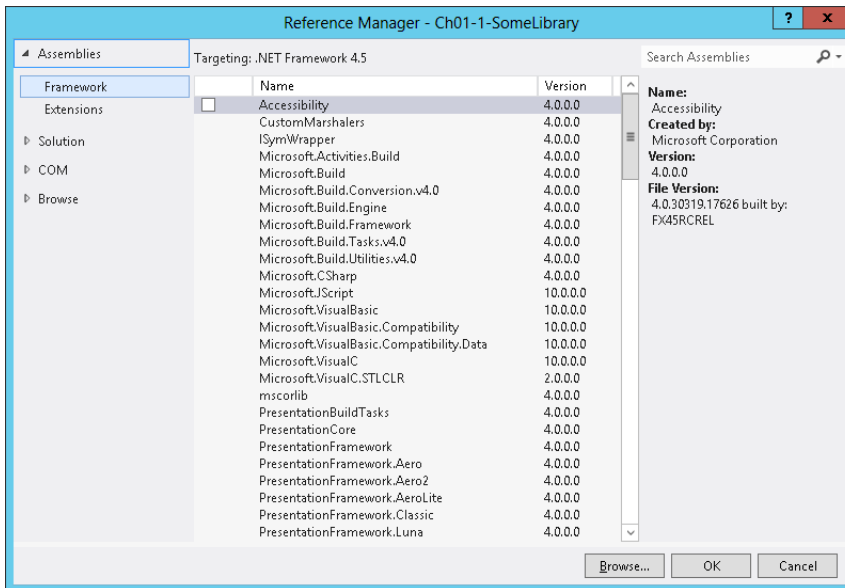 Reference Manager - Ch01-1-SomeLibrary
? x
Assemblies
Framework
Extensions
Solution
COM
Browse
Targeting: .NET Framework 4.5
Search Assemblies
Name Version
Accessibility 4.0.0.0
CustomMarshalers 4.0.0.0
ISymWrapper 4.0.0.0
Microsoft.Activities.Build 4.0.0.0
Microsoft.Build 4.0.0.0
Microsoft.Build.Conversion.v4.0 4.0.0.0
Microsoft.Build.Engine 4.0.0.0
Microsoft.Build.Framework 4.0.0.0
Microsoft.Build.Tasks.v4.0 4.0.0.0
Microsoft.Build.Utilities.v4.0 4.0.0.0
Microsoft.CSharp 4.0.0.0
Microsoft.JScript 10.0.0.0
Microsoft.VisualBasic 10.0.0.0
Microsoft.VisualBasic.Compatibility 10.0.0.0
Microsoft.VisualBasic.Compatibility.Data 10.0.0.0
Microsoft.VisualC 10.0.0.0
Microsoft.VisualC.STLCLR 2.0.0.0
mscorlib 4.0.0.0
PresentationBuildTasks 4.0.0.0
PresentationCore 4.0.0.0
PresentationFramework 4.0.0.0
PresentationFramework.Aero 4.0.0.0
PresentationFramework.Aero2 4.0.0.0
PresentationFramework.AeroLite 4.0.0.0
PresentationFramework.Classic 4.0.0.0
PresentationFramework.Luna 4.0.0.0
Name:
Accessibility
Created by:
Microsoft Corporation
Version:
4.0.0.0
File Version:
4.0.30319.17626 built by:
FX45RCREL
Browse... OK Cancel